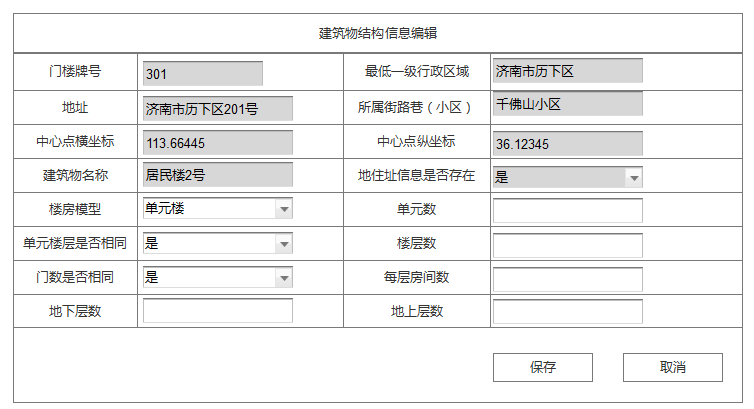 建筑物结构信息编辑
门楼牌号 301 最低一级行政区域 济南市历下区
地址 济南市历下区201号 所属街路巷（小区） 千佛山小区
中心点横坐标 113.66445 中心点纵坐标 36.12345
建筑物名称 居民楼2号 地住址信息是否存在 是
楼房模型 单元楼 单元数
单元楼层是否相同 是 楼层数
门数是否相同 是 每层房间数
地下层数 地上层数
保存 取消